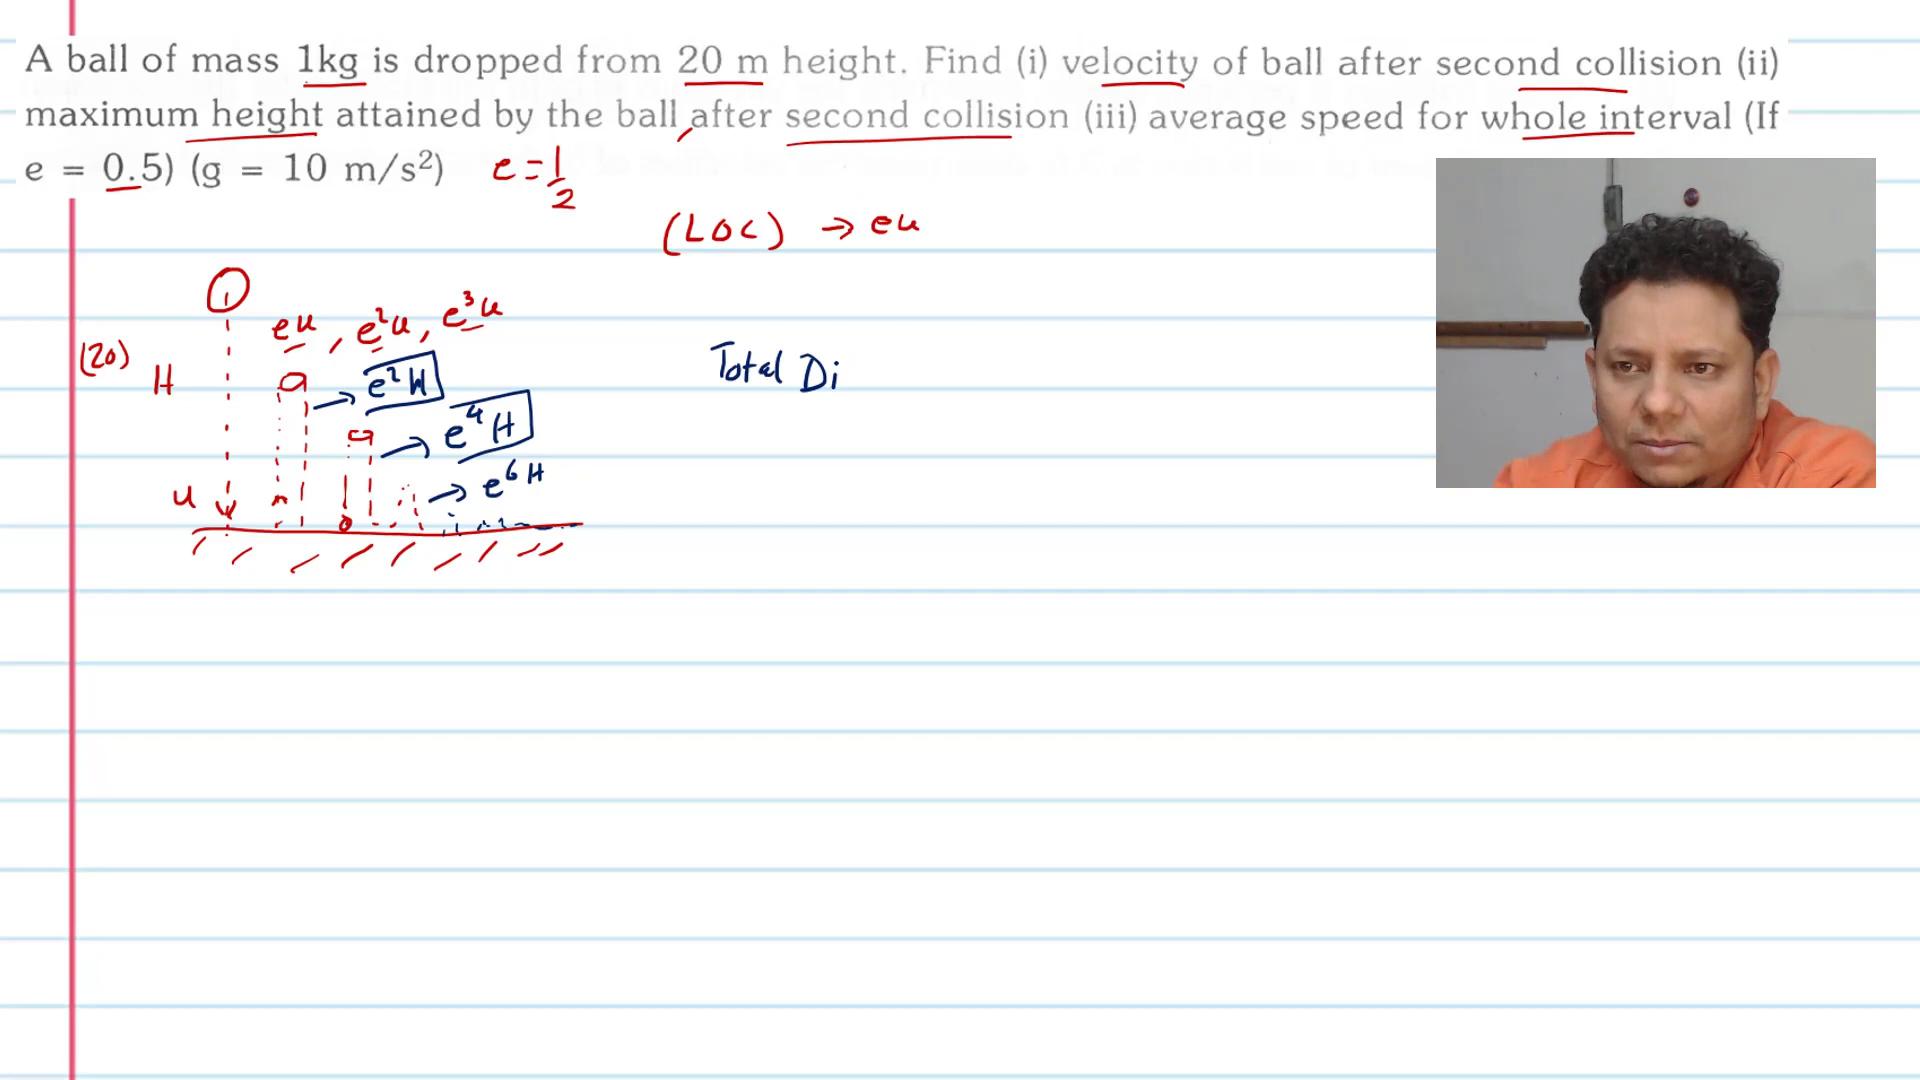 A ball of mass 1kg is dropped from 20 m height. Find (i) velocity of ball after second collision (ii)
maximum height attained by the ball after second collision (iii) average speed for whole interval (If
e = 0.5) (g = 10 m/s²)
e = 1/2
(LOC) → eu
eu, e²u, e³u
(20)
H
e²H
e⁴H
e⁶H
u
Total Di